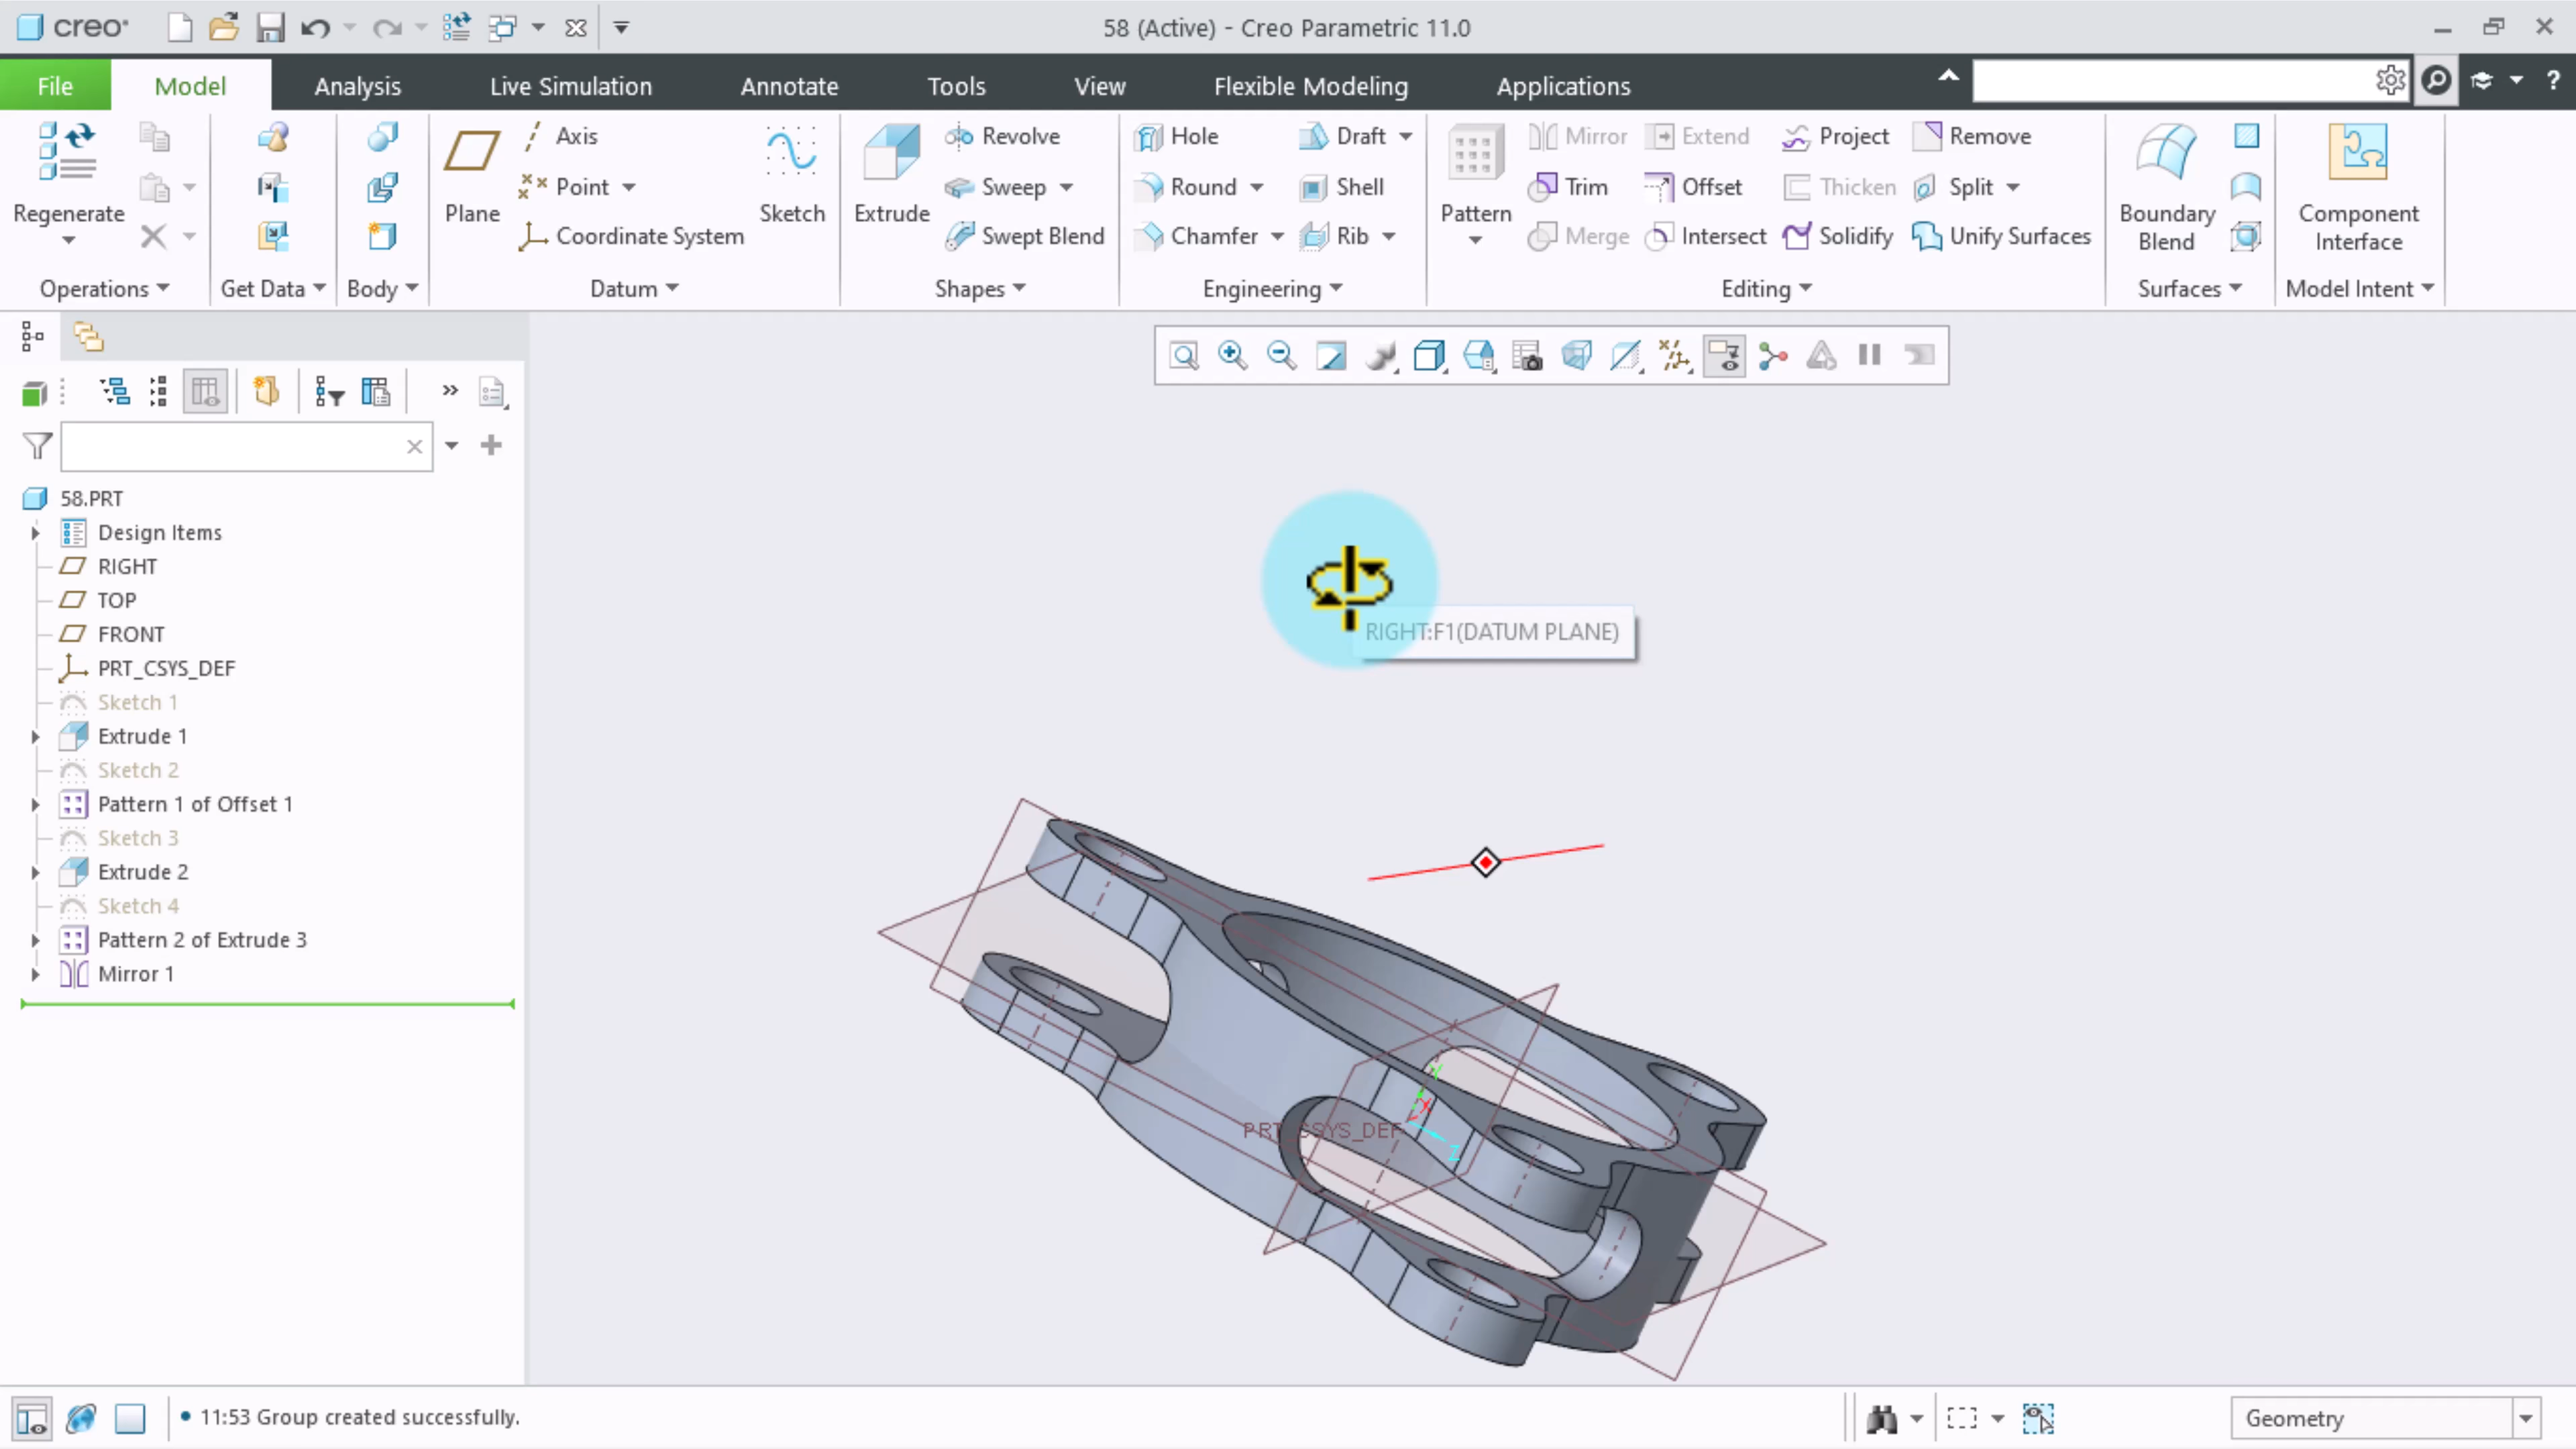 creo
58 (Active) - Creo Parametric 11.0
File Model Analysis Live Simulation Annotate Tools View Flexible Modeling Applications
Regenerate
Operations
Get Data
Body
Plane
Axis
Point
Coordinate System
Sketch
Datum
Extrude
Revolve
Sweep
Swept Blend
Shapes
Hole
Round
Chamfer
Draft
Shell
Rib
Engineering
Pattern
Mirror
Trim
Merge
Extend
Offset
Intersect
Project
Thicken
Solidify
Remove
Split
Unify Surfaces
Editing
Boundary
Blend
Surfaces
Component
Interface
Model Intent
58.PRT
Design Items
RIGHT
TOP
FRONT
PRT_CSYS_DEF
Sketch 1
Extrude 1
Sketch 2
Pattern 1 of Offset 1
Sketch 3
Extrude 2
Sketch 4
Pattern 2 of Extrude 3
Mirror 1
RIGHT:F1(DATUM PLANE)
Y
X
PRT_CSYS_DEF
Z
11:53 Group created successfully.
Geometry